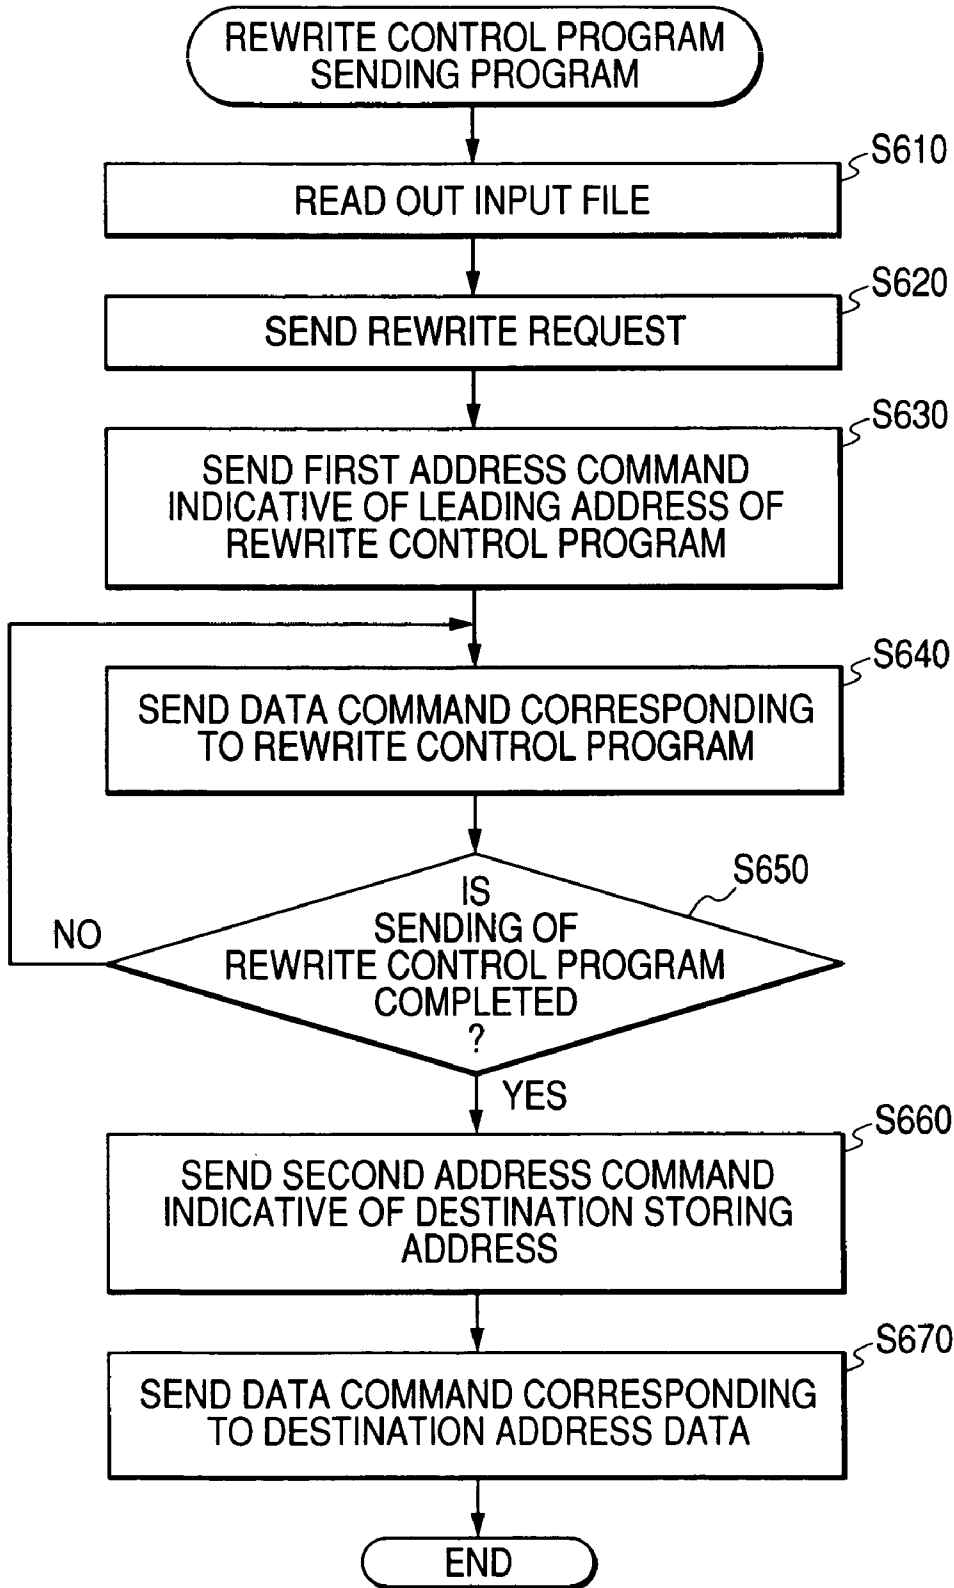 REWRITE CONTROL PROGRAM
SENDING PROGRAM
S610
READ OUT INPUT FILE
S620
SEND REWRITE REQUEST
S630
SEND FIRST ADDRESS COMMAND
INDICATIVE OF LEADING ADDRESS OF
REWRITE CONTROL PROGRAM
S640
SEND DATA COMMAND CORRESPONDING
TO REWRITE CONTROL PROGRAM
S650
IS
SENDING OF
REWRITE CONTROL PROGRAM
COMPLETED
?
NO
YES
S660
SEND SECOND ADDRESS COMMAND
INDICATIVE OF DESTINATION STORING
ADDRESS
S670
SEND DATA COMMAND CORRESPONDING
TO DESTINATION ADDRESS DATA
END